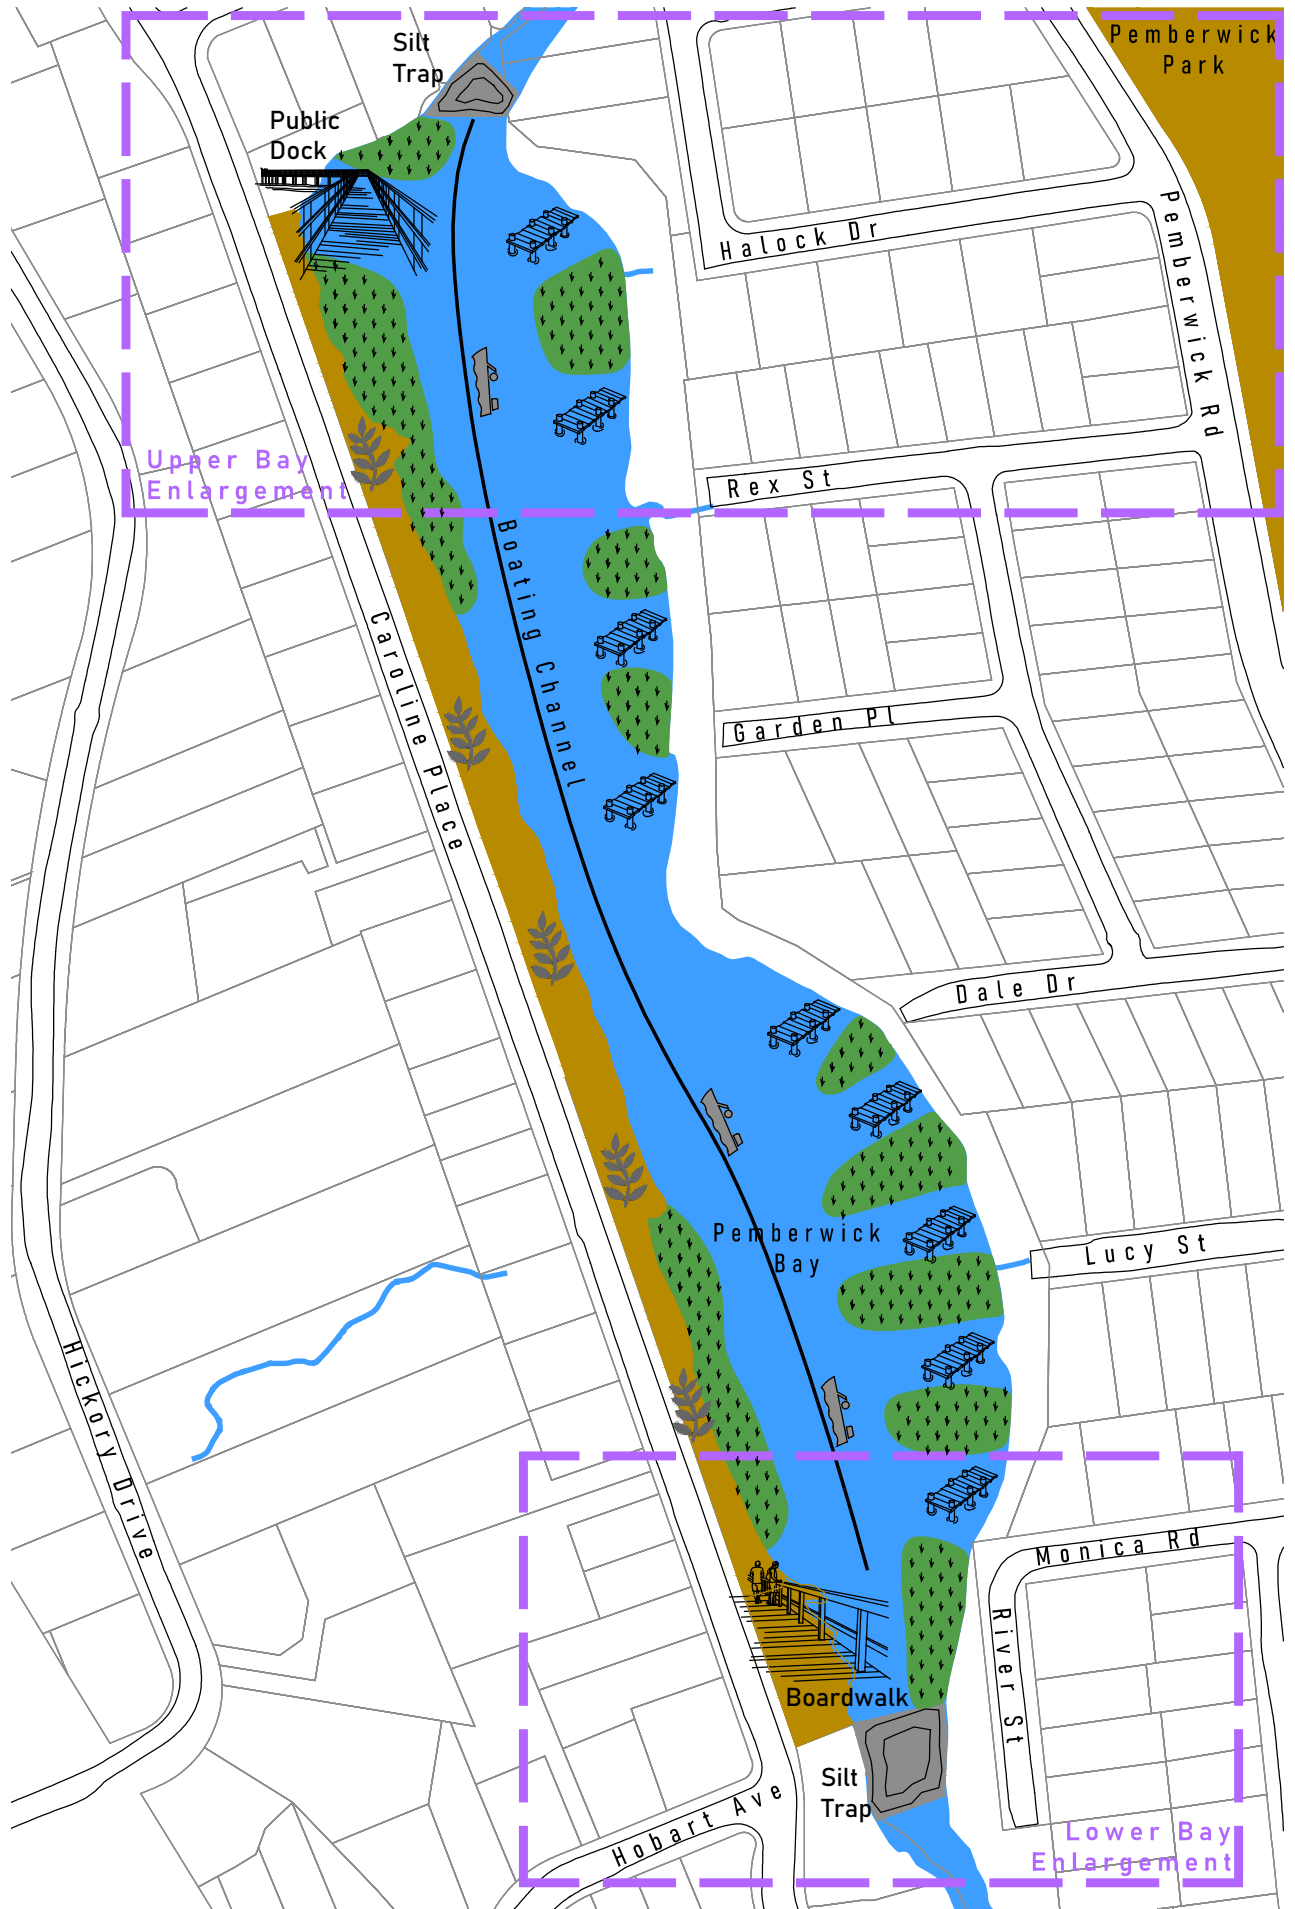 Silt
Trap
Pemberwick
Park
Public
Dock
Halock Dr
Pemberwick Rd
Upper Bay
Enlargement
Rex St
Boating Channel
Caroline Place
Garden Pl
Dale Dr
Pemberwick
Bay
Lucy St
Hickory Drive
Monica Rd
River St
Boardwalk
Silt
Trap
Hobart Ave
Lower Bay
Enlargement